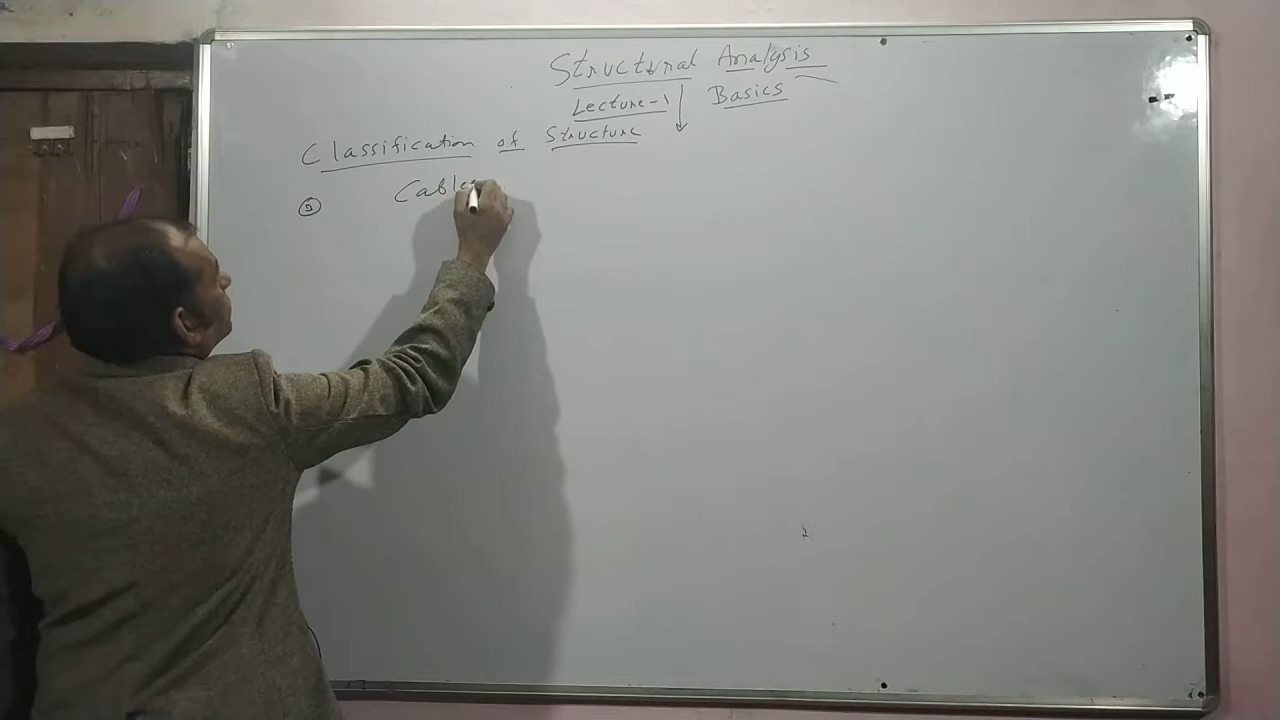 Structural Analysis
Lecture-1 Basics
Classification of Structure
Cable